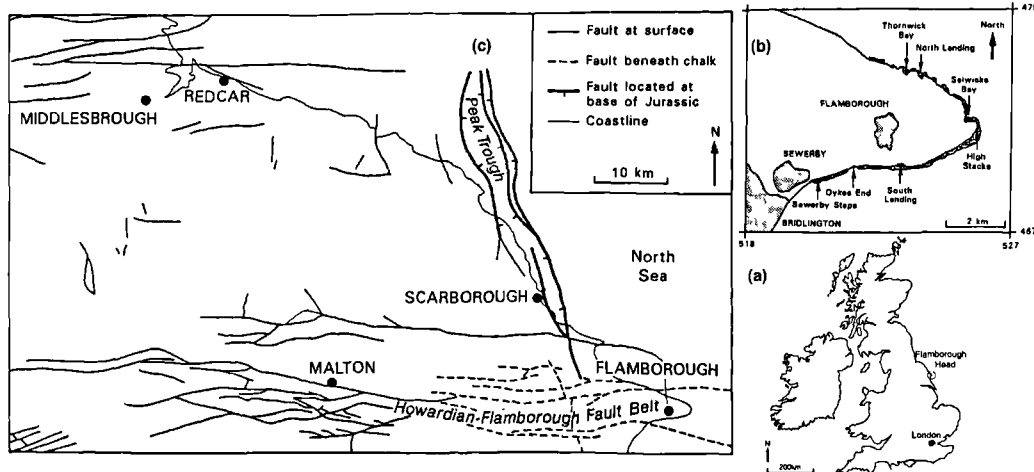 (c)
Fault at surface
Fault beneath chalk
Fault located at
base of Jurassic
Coastline
10 km
N
REDCAR
MIDDLESBROUGH
Peak Trough
North
Sea
SCARBOROUGH
MALTON
FLAMBOROUGH
Howardian-Flamborough Fault Belt
(b)
Thornwick
Bay
North Landing
North
Selwicks
Bay
FLAMBOROUGH
SEWERBY
High
Stacks
Dykes End
South
Landing
Sewerby Steps
BRIDLINGTON
2 km
518
527
467
(a)
Flamborough
Head
London
N
200km